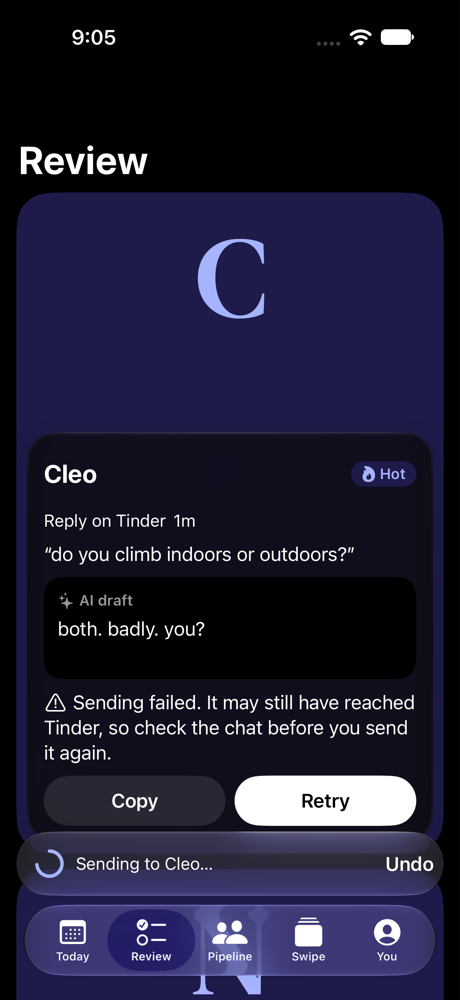 9:05
Review
C
Cleo
Hot
Reply on Tinder 1m
“do you climb indoors or outdoors?”
AI draft
both. badly. you?
Sending failed. It may still have reached
Tinder, so check the chat before you send
it again.
Copy
Retry
Sending to Cleo...
Undo
N
Today
Review
Pipeline
Swipe
You